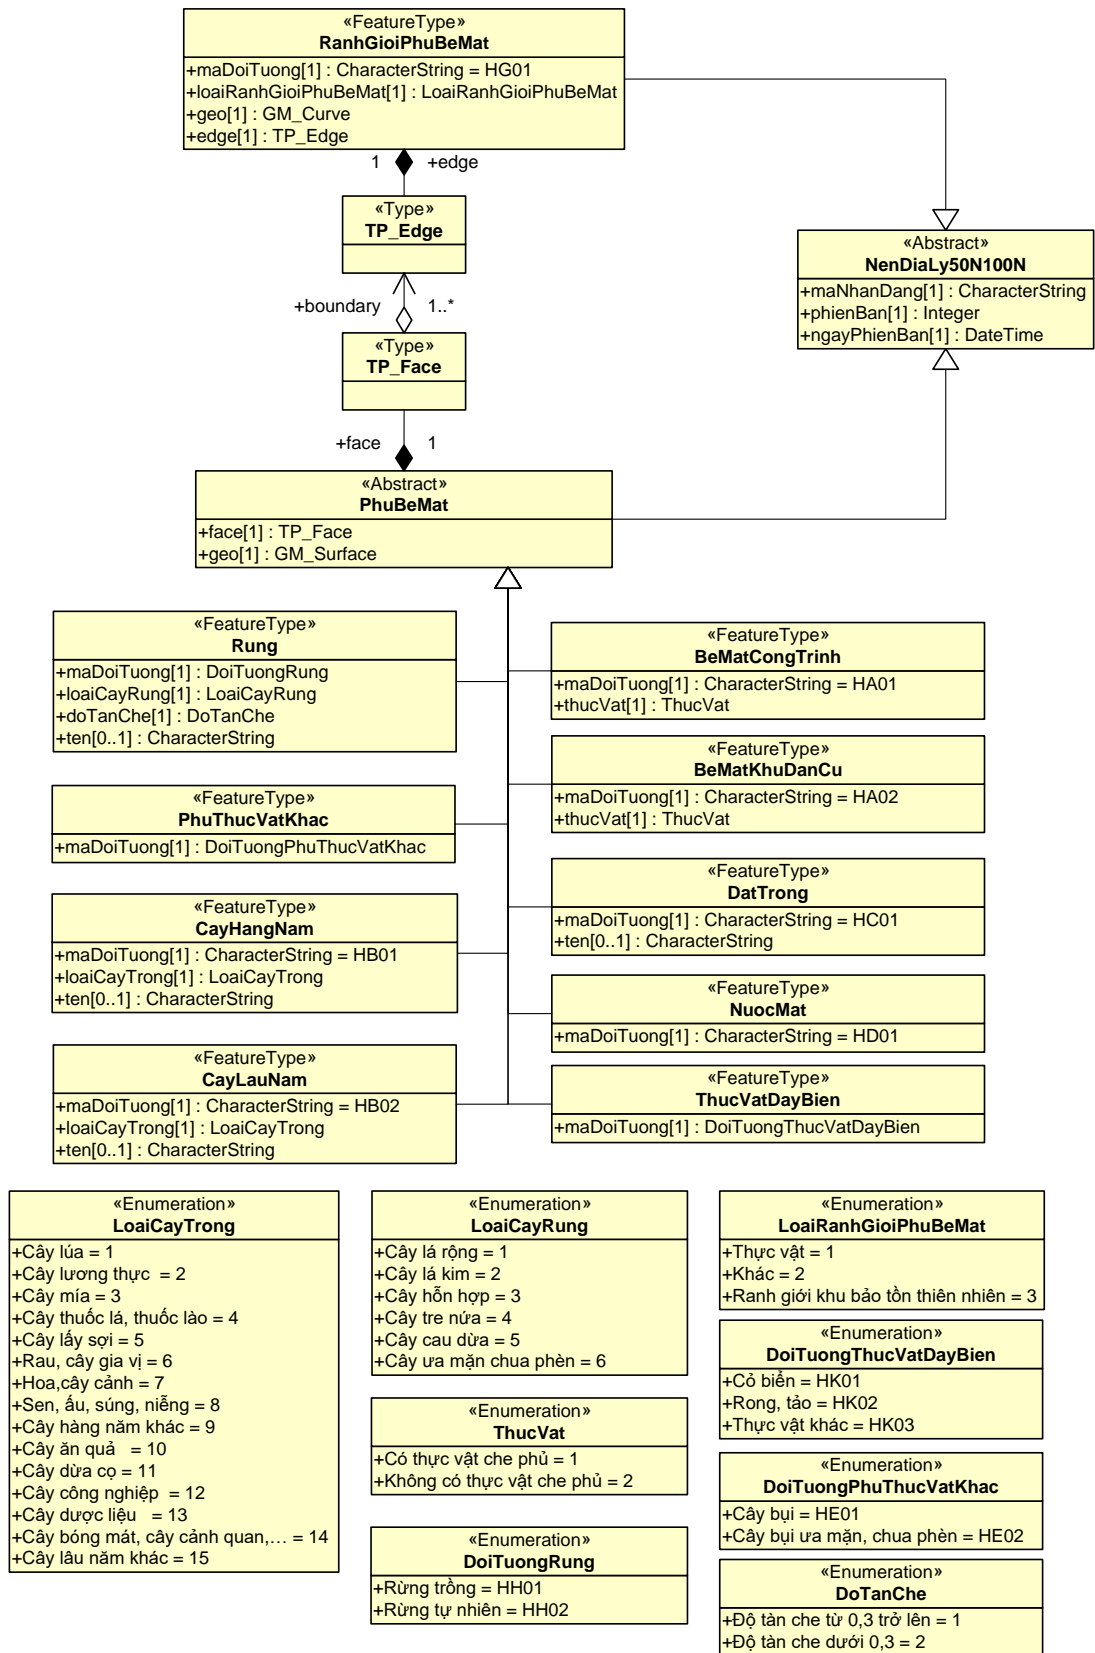 «FeatureType»
RanhGioiPhuBeMat
+maDoiTuong[1] : CharacterString = HG01
+loaiRanhGioiPhuBeMat[1] : LoaiRanhGioiPhuBeMat
+geo[1] : GM_Curve
+edge[1] : TP_Edge
1
+edge
«Type»
TP_Edge
+boundary
1..*
«Type»
TP_Face
+face
1
«Abstract»
NenDiaLy50N100N
+maNhanDang[1] : CharacterString
+phienBan[1] : Integer
+ngayPhienBan[1] : DateTime
«Abstract»
PhuBeMat
+face[1] : TP_Face
+geo[1] : GM_Surface
«FeatureType»
Rung
+maDoiTuong[1] : DoiTuongRung
+loaiCayRung[1] : LoaiCayRung
+doTanChe[1] : DoTanChe
+ten[0..1] : CharacterString
«FeatureType»
PhuThucVatKhac
+maDoiTuong[1] : DoiTuongPhuThucVatKhac
«FeatureType»
CayHangNam
+maDoiTuong[1] : CharacterString = HB01
+loaiCayTrong[1] : LoaiCayTrong
+ten[0..1] : CharacterString
«FeatureType»
CayLauNam
+maDoiTuong[1] : CharacterString = HB02
+loaiCayTrong[1] : LoaiCayTrong
+ten[0..1] : CharacterString
«FeatureType»
BeMatCongTrinh
+maDoiTuong[1] : CharacterString = HA01
+thucVat[1] : ThucVat
«FeatureType»
BeMatKhuDanCu
+maDoiTuong[1] : CharacterString = HA02
+thucVat[1] : ThucVat
«FeatureType»
DatTrong
+maDoiTuong[1] : CharacterString = HC01
+ten[0..1] : CharacterString
«FeatureType»
NuocMat
+maDoiTuong[1] : CharacterString = HD01
«FeatureType»
ThucVatDayBien
+maDoiTuong[1] : DoiTuongThucVatDayBien
«Enumeration»
LoaiCayTrong
+Cây lúa = 1
+Cây lương thực = 2
+Cây mía = 3
+Cây thuốc lá, thuốc lào = 4
+Cây lấy sợi = 5
+Rau, cây gia vị = 6
+Hoa,cây cảnh = 7
+Sen, ấu, súng, niễng = 8
+Cây hàng năm khác = 9
+Cây ăn quả = 10
+Cây dừa cọ = 11
+Cây công nghiệp = 12
+Cây dược liệu = 13
+Cây bóng mát, cây cảnh quan,... = 14
+Cây lâu năm khác = 15
«Enumeration»
LoaiCayRung
+Cây lá rộng = 1
+Cây lá kim = 2
+Cây hỗn hợp = 3
+Cây tre nứa = 4
+Cây cau dừa = 5
+Cây ưa mặn chua phèn = 6
«Enumeration»
ThucVat
+Có thực vật che phủ = 1
+Không có thực vật che phủ = 2
«Enumeration»
DoiTuongRung
+Rừng trồng = HH01
+Rừng tự nhiên = HH02
«Enumeration»
LoaiRanhGioiPhuBeMat
+Thực vật = 1
+Khác = 2
+Ranh giới khu bảo tồn thiên nhiên = 3
«Enumeration»
DoiTuongThucVatDayBien
+Cỏ biển = HK01
+Rong, tảo = HK02
+Thực vật khác = HK03
«Enumeration»
DoiTuongPhuThucVatKhac
+Cây bụi = HE01
+Cây bụi ưa mặn, chua phèn = HE02
«Enumeration»
DoTanChe
+Độ tàn che từ 0,3 trở lên = 1
+Độ tàn che dưới 0,3 = 2